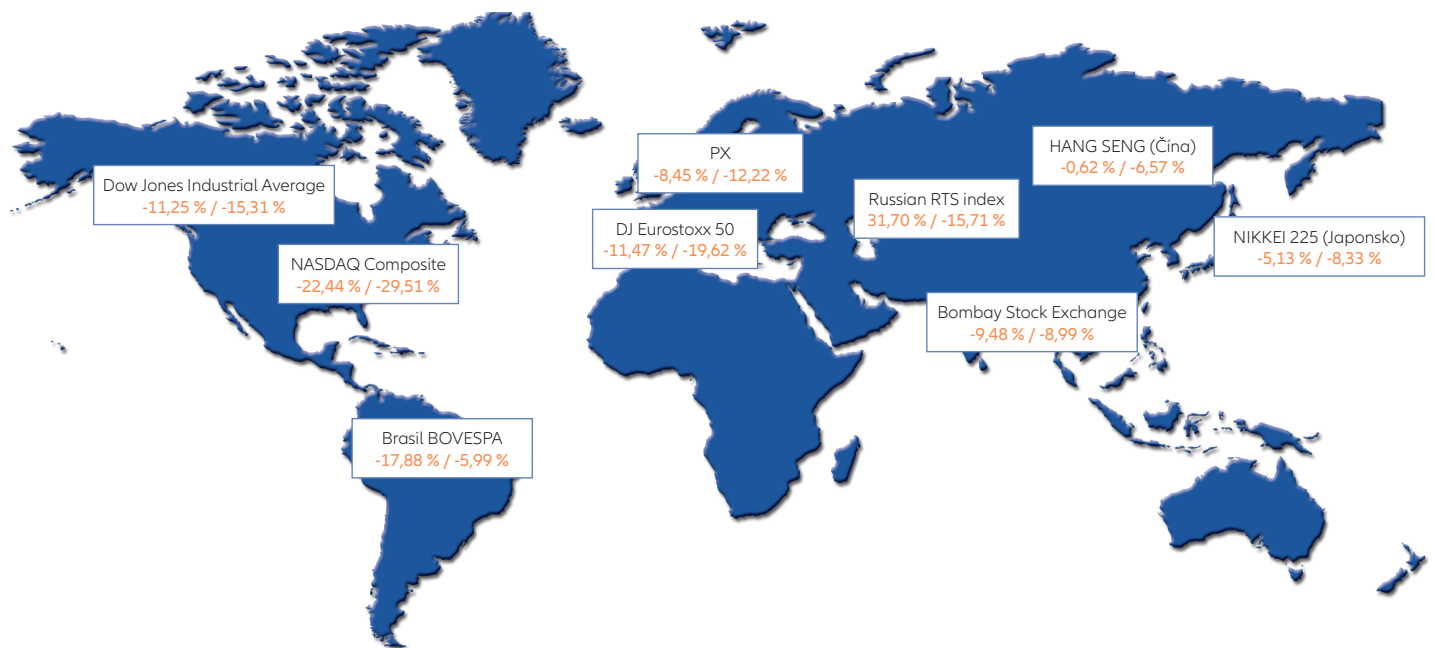 PX
-8,45 % / -12,22 %
HANG SENG (Čína)
-0,62 % / -6,57 %
Dow Jones Industrial Average
-11,25 % / -15,31 %
Russian RTS index
31,70 % / -15,71 %
DJ Eurostoxx 50
-11,47 % / -19,62 %
NIKKEI 225 (Japonsko)
-5,13 % / -8,33 %
NASDAQ Composite
-22,44 % / -29,51 %
Bombay Stock Exchange
-9,48 % / -8,99 %
Brasil BOVESPA
-17,88 % / -5,99 %